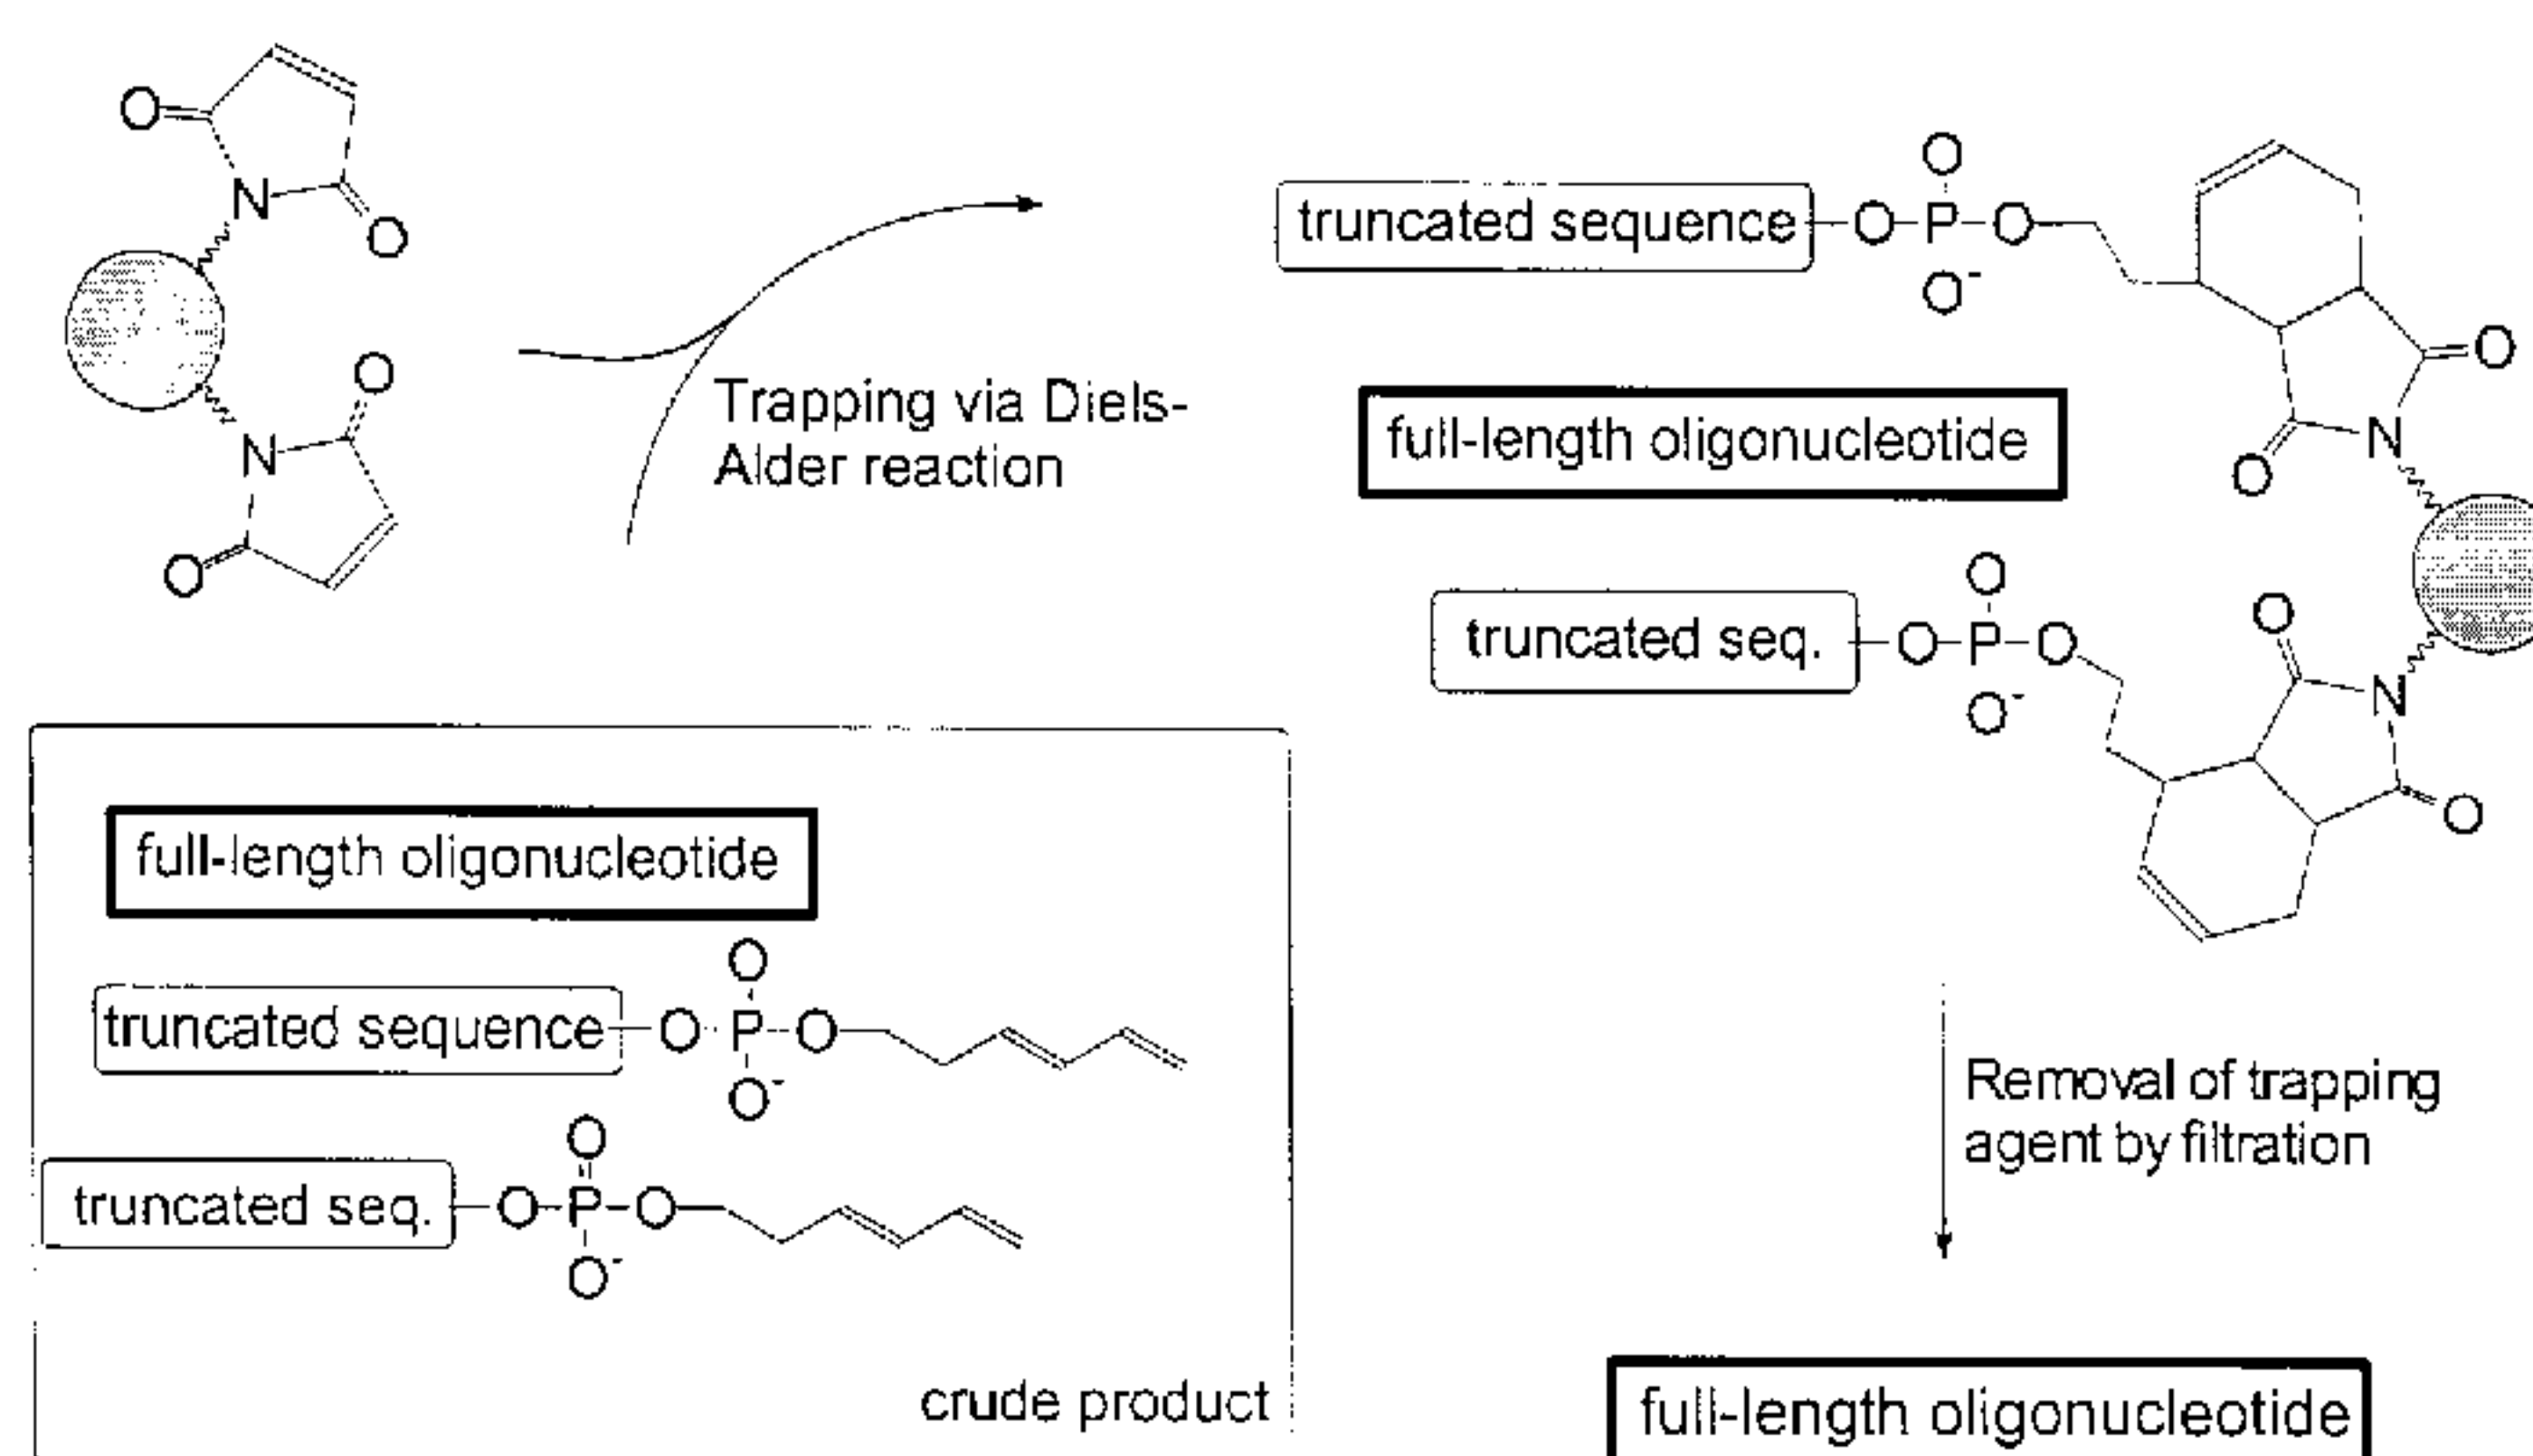 O
N
O
O
N
O
Trapping via Diels-
Alder reaction
O
truncated sequence O P O
O-
O
full-length oligonucleotide
N
O
O
truncated seq. O P O
O-
O
N
O
full-length oligonucleotide
O
truncated sequence O P O
O-
O
truncated seq. O P O
O-
crude product
Removal of trapping
agent by filtration
full-length oligonucleotide